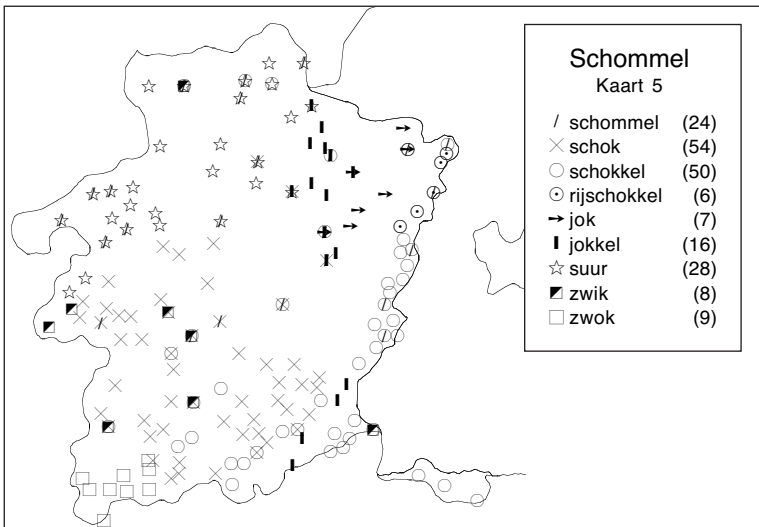 Schommel
Kaart 5
schommel (24)
schok (54)
schokkel (50)
rijschokkel (6)
jok (7)
jokkel (16)
suur (28)
zwik (8)
zwok (9)